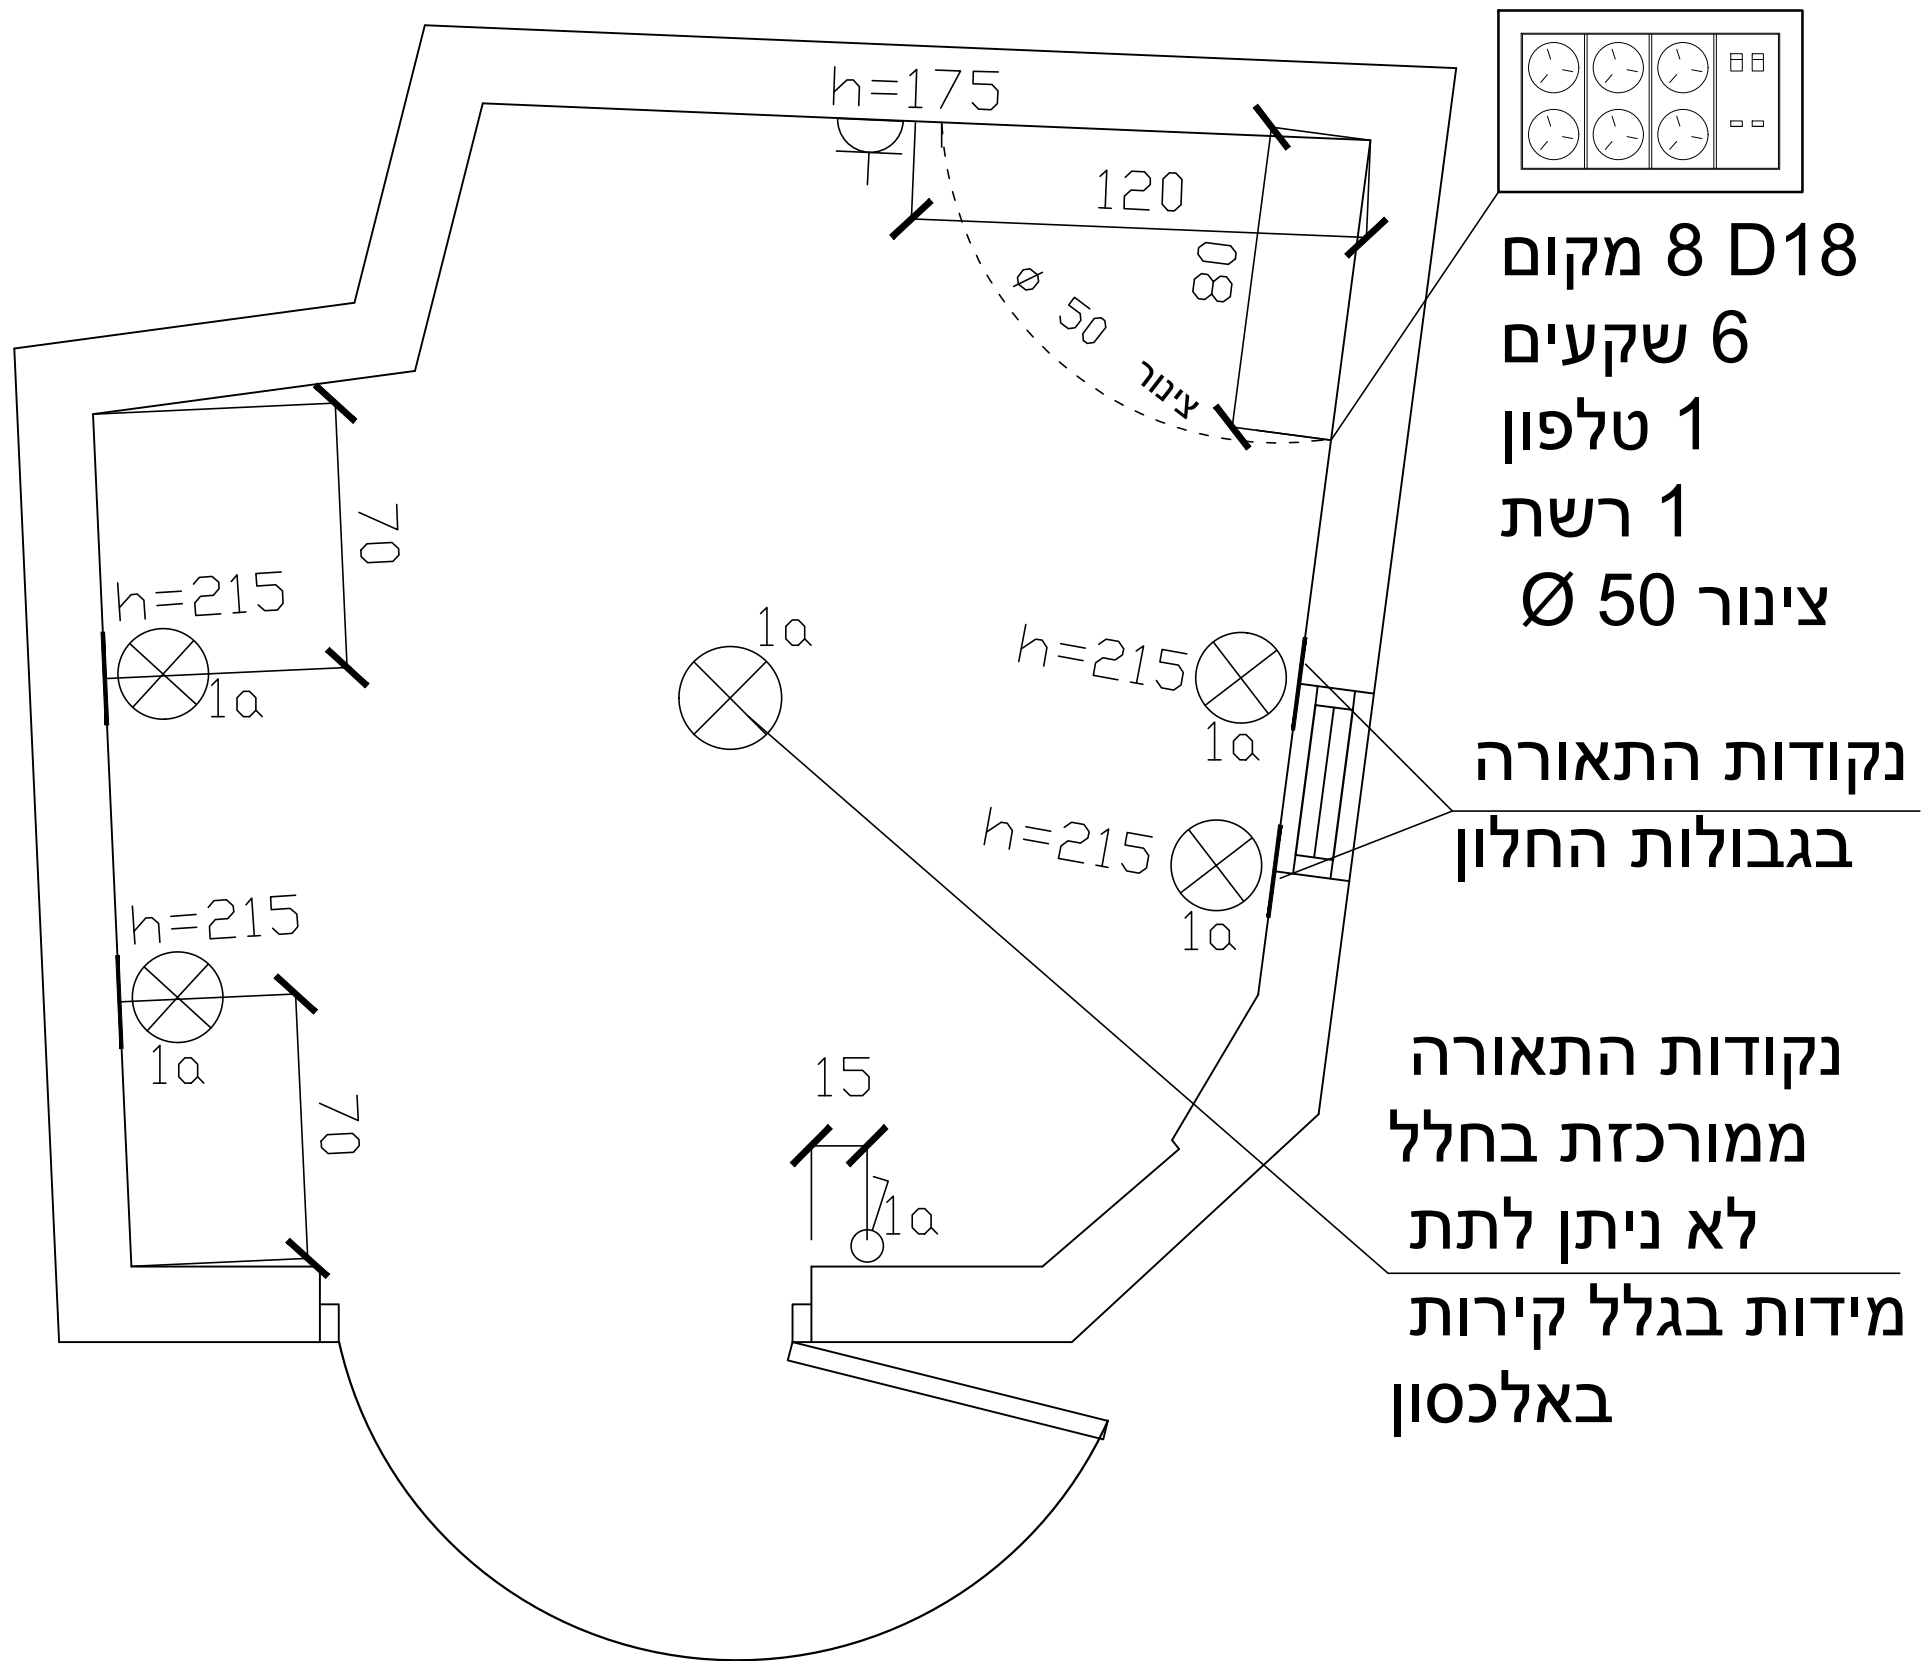 h=175
120
80
Ø 50 צינור
D18 8 מקום
6 שקעים
1 טלפון
1 רשת
צינור 50 Ø
70
h=215
1a
1a
h=215
1a
נקודות התאורה
בגבולות החלון
h=215
1a
h=215
1a
70
15
1a
נקודות התאורה
ממורכזת בחלל
לא ניתן לתת
מידות בגלל קירות
באלכסון